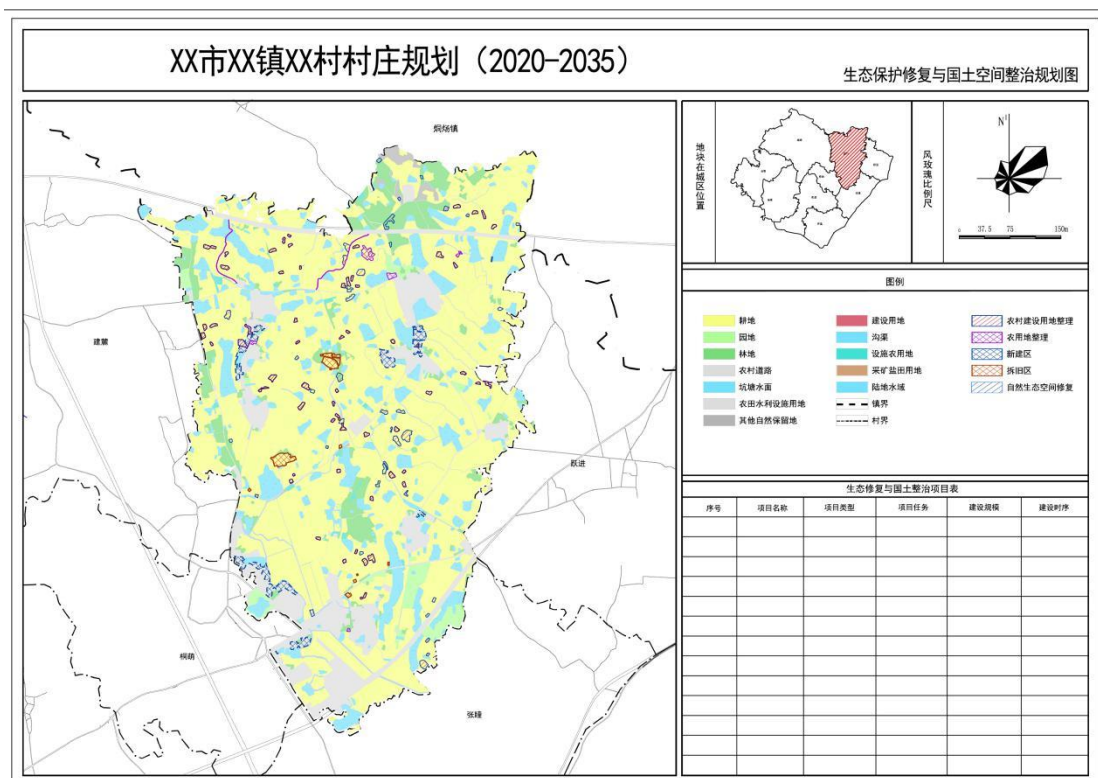 XX市XX镇XX村村庄规划（2020-2035）
生态保护修复与国土空间整治规划图
建麓
跃进
桐萌
张疃
地块在城区位置
风玫瑰比例尺
N
37.5 75 150m
图例
耕地 建设用地 农村建设用地整理
园地 沟渠 农用地整理
林地 设施农用地 新建区
农村道路 采矿盐田用地 拆旧区
坑塘水面 陆地水域 自然生态空间修复
农田水利设施用地 镇界
其他自然保留地 村界
生态修复与国土整治项目表
序号 项目名称 项目类型 项目任务 建设规模 建设时序